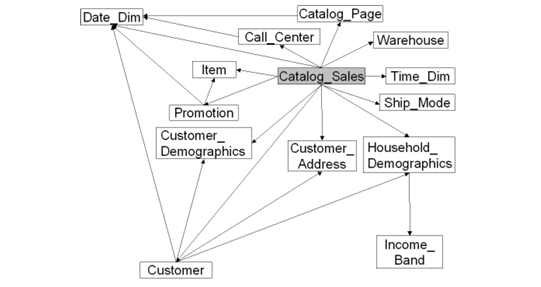 Catalog_Page
Date_Dim
Call_Center
Warehouse
Item
Catalog_Sales
Time_Dim
Ship_Mode
Promotion
Customer_
Demographics
Customer_
Address
Household_
Demographics
Income_
Band
Customer